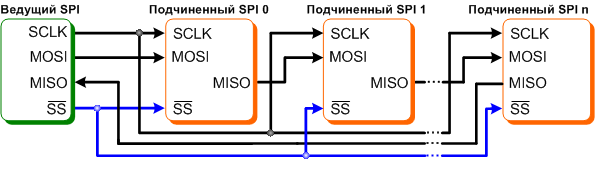 Ведущий SPI
Подчиненный SPI 0
Подчиненный SPI 1
Подчиненный SPI n
SCLK
MOSI
MISO
SS
SCLK
MOSI
MISO
SS
SCLK
MOSI
MISO
SS
SCLK
MOSI
MISO
SS